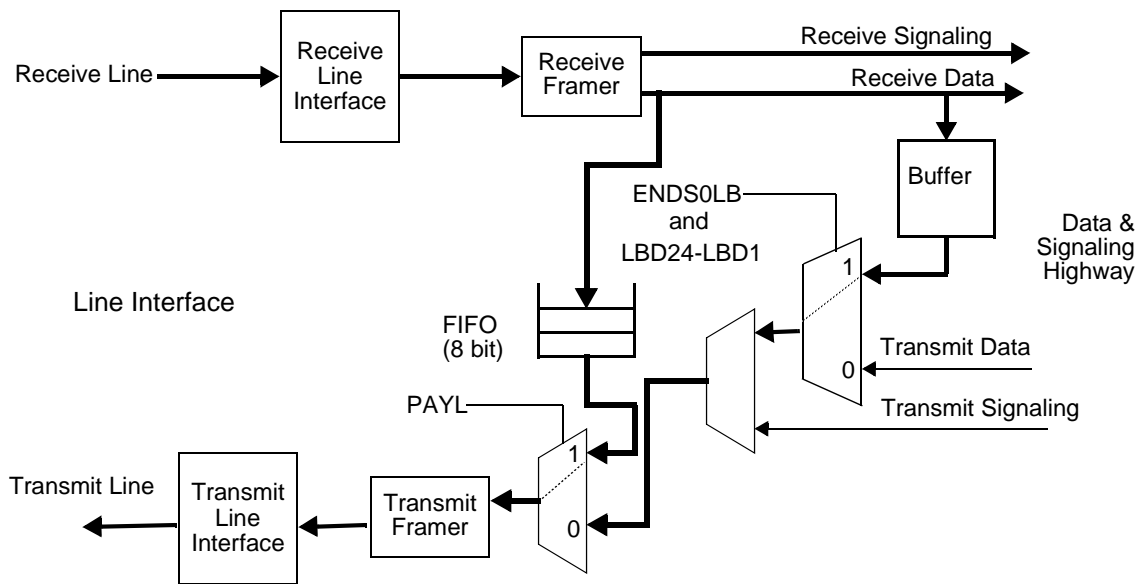 Receive Line
Receive
Line
Interface
Receive
Framer
Receive Signaling
Receive Data
Buffer
ENDS0LB
and
LBD24-LBD1
Data &
Signaling
Highway
1
Line Interface
FIFO
(8 bit)
Transmit Data
0
Transmit Signaling
PAYL
1
Transmit Line
Transmit
Line
Interface
Transmit
Framer
0